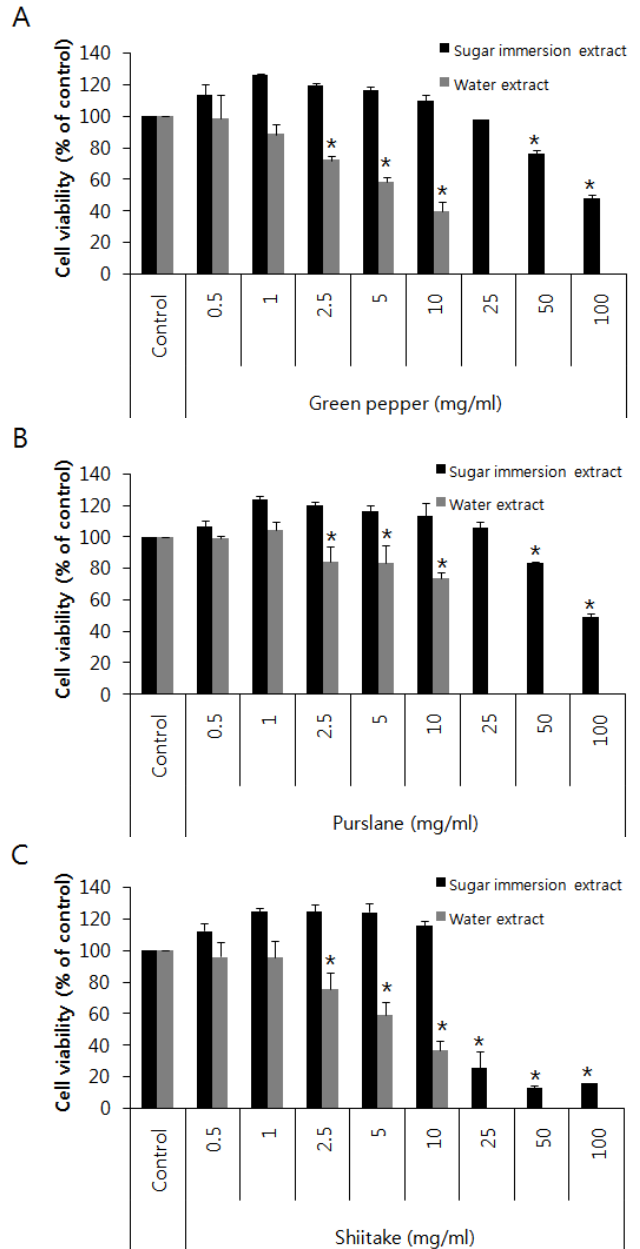 A
Cell viability (% of control)
140
120
100
80
60
40
20
0
Sugar immersion extract
Water extract
* * * * *
Control 0.5 1 2.5 5 10 25 50 100
Green pepper (mg/ml)
B
Cell viability (% of control)
140
120
100
80
60
40
20
0
Sugar immersion extract
Water extract
* * * * *
Control 0.5 1 2.5 5 10 25 50 100
Purslane (mg/ml)
C
Cell viability (% of control)
140
120
100
80
60
40
20
0
Sugar immersion extract
Water extract
* * * * * *
Control 0.5 1 2.5 5 10 25 50 100
Shiitake (mg/ml)